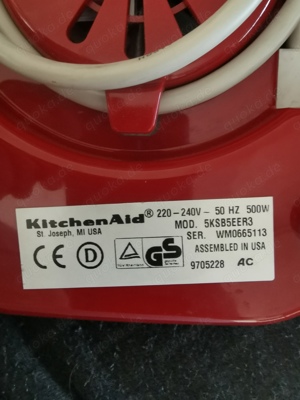 KitchenAid® 220-240V~ 50 HZ 500W
St. Joseph, MI USA MOD. 5KSB5EER3
SER. WM0665113
ASSEMBLED IN USA
CE D GS
9705228 AC